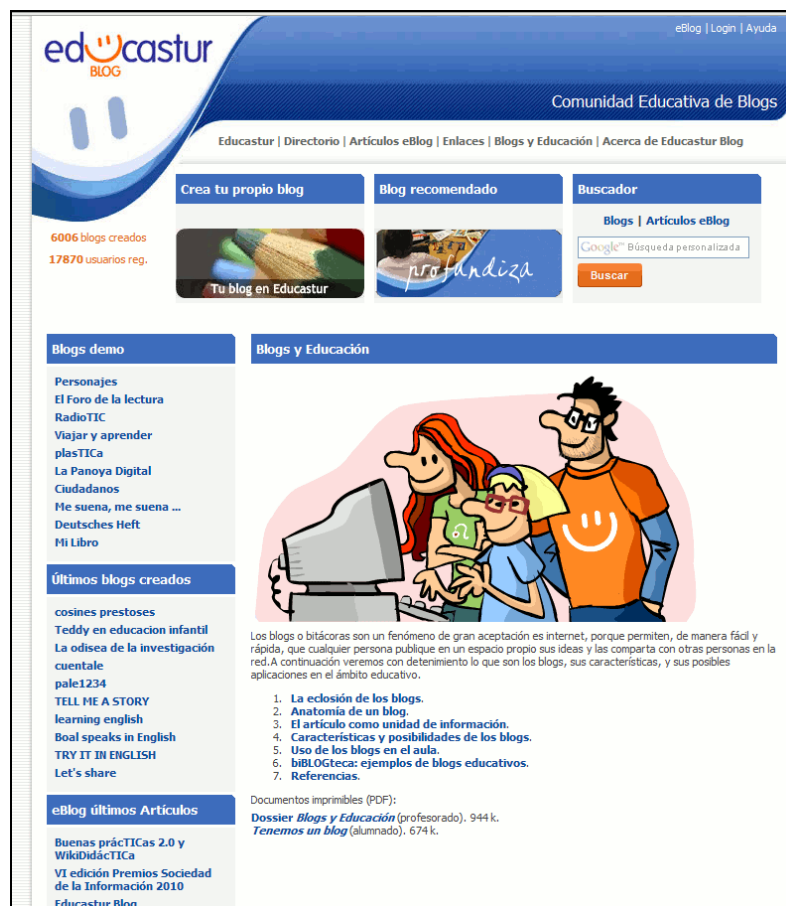 eBlog | Login | Ayuda
educastur
BLOG
Comunidad Educativa de Blogs
Educastur | Directorio | Artículos eBlog | Enlaces | Blogs y Educación | Acerca de Educastur Blog
6006 blogs creados
17870 usuarios reg.
Crea tu propio blog
Tu blog en Educastur
Blog recomendado
profundiza
Buscador
Blogs | Artículos eBlog
Google™ Búsqueda personalizada
Buscar
Blogs demo
Personajes
El Foro de la lectura
RadioTIC
Viajar y aprender
plasTICa
La Panoya Digital
Ciudadanos
Me suena, me suena ...
Deutsches Heft
Mi Libro
Últimos blogs creados
cosines prestoses
Teddy en educacion infantil
La odisea de la investigación
cuentale
pale1234
TELL ME A STORY
learning english
Boal speaks in English
TRY IT IN ENGLISH
Let's share
eBlog últimos Artículos
Buenas prácTICas 2.0 y
WikiDidácTICa
VI edición Premios Sociedad
de la Información 2010
Educastur Blog
Blogs y Educación
Los blogs o bitácoras son un fenómeno de gran aceptación es internet, porque permiten, de manera fácil y
rápida, que cualquier persona publique en un espacio propio sus ideas y las comparta con otras personas en la
red.A continuación veremos con detenimiento lo que son los blogs, sus características, y sus posibles
aplicaciones en el ámbito educativo.
1. La eclosión de los blogs.
2. Anatomía de un blog.
3. El artículo como unidad de información.
4. Características y posibilidades de los blogs.
5. Uso de los blogs en el aula.
6. biBLOGteca: ejemplos de blogs educativos.
7. Referencias.
Documentos imprimibles (PDF):
Dossier Blogs y Educación (profesorado). 944 k.
Tenemos un blog (alumnado). 674 k.